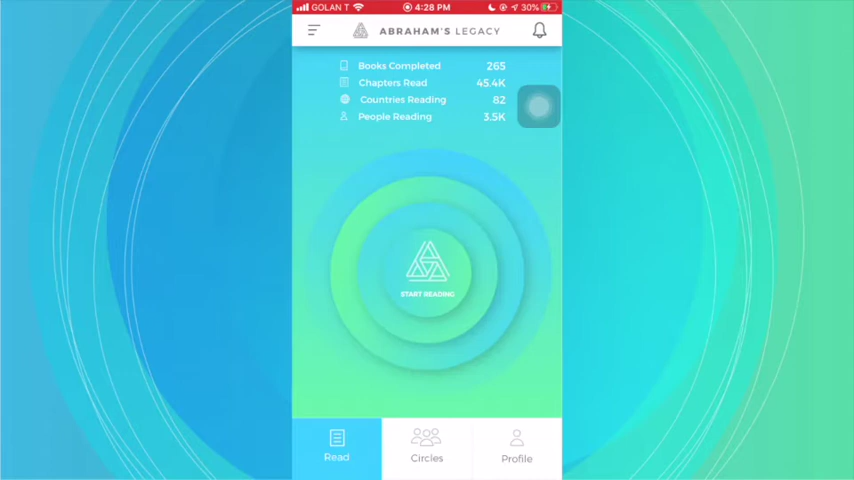 GOLAN T 4:28 PM 30%
ABRAHAM'S LEGACY
Books Completed 265
Chapters Read 45.4K
Countries Reading 82
People Reading 3.5K
START READING
Read Circles Profile